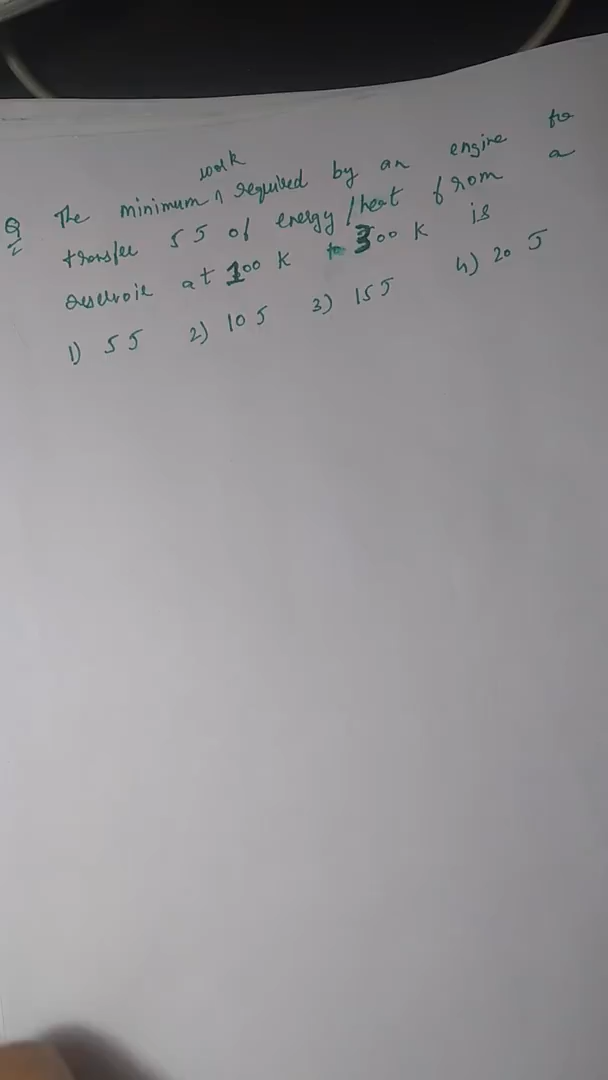 Q The minimum work required by an engine to
transfer 5 J of energy / heat from a
reservoir at 100 K to 300 K is
1) 5 J 2) 10 J 3) 15 J 4) 20 J